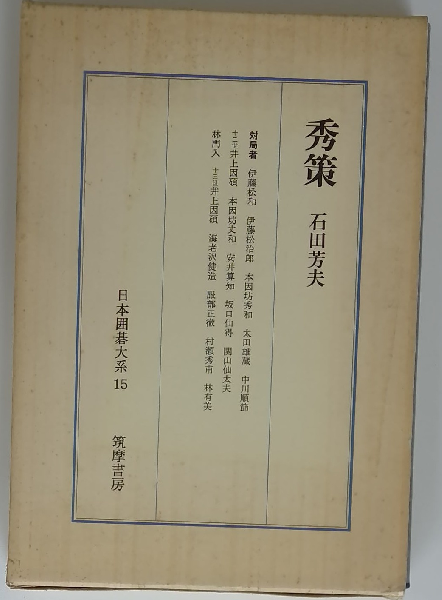 秀策
石田芳夫
対局者 伊藤松和 伊藤松治郎 本因坊秀和 太田雄蔵 中川順節
十二世井上因碩 本因坊丈和 安井算知 坂口仙得 関山仙太夫
林門入 十三世井上因碩 海老沢健造 服部正徹 村瀬秀甫 林有美
日本囲碁大系 15
筑摩書房